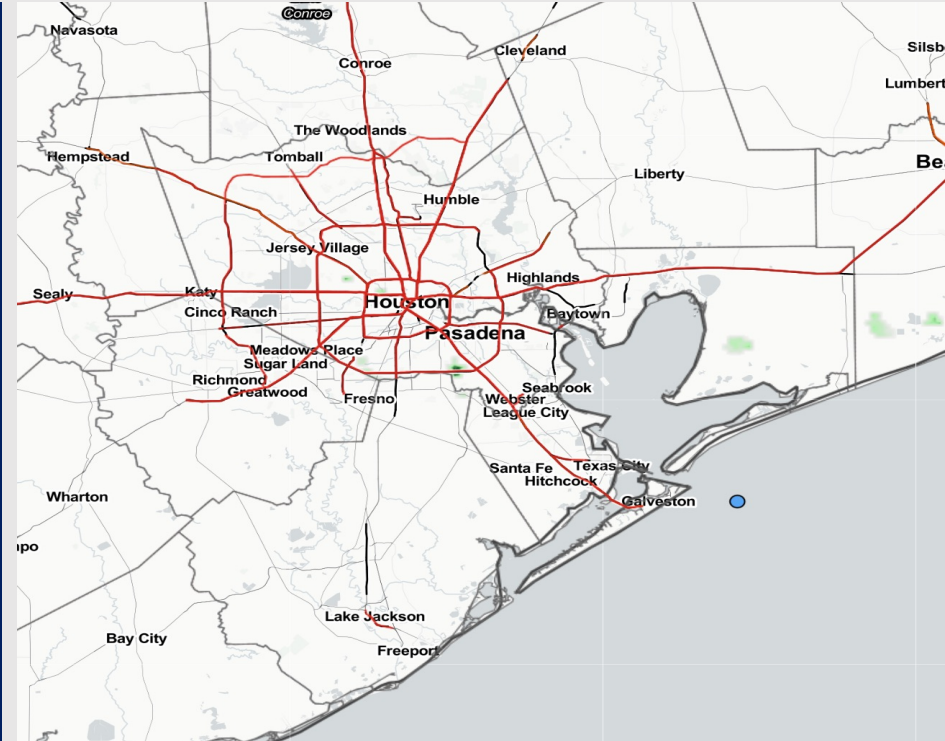 Conroe
Navasota
Silsb
Cleveland
Conroe
Lumbert
The Woodlands
Hempstead
Tomball
Be
Liberty
Humble
Jersey Village
Highlands
Sealy
Katy
Houston
Cinco Ranch
Baytown
Pasadena
Meadows Place
Sugar Land
Richmond
Greatwood
Seabrook
Fresno
Webster
League City
Santa Fe
Texas City
Hitchcock
Wharton
Galveston
mpo
Lake Jackson
Bay City
Freeport